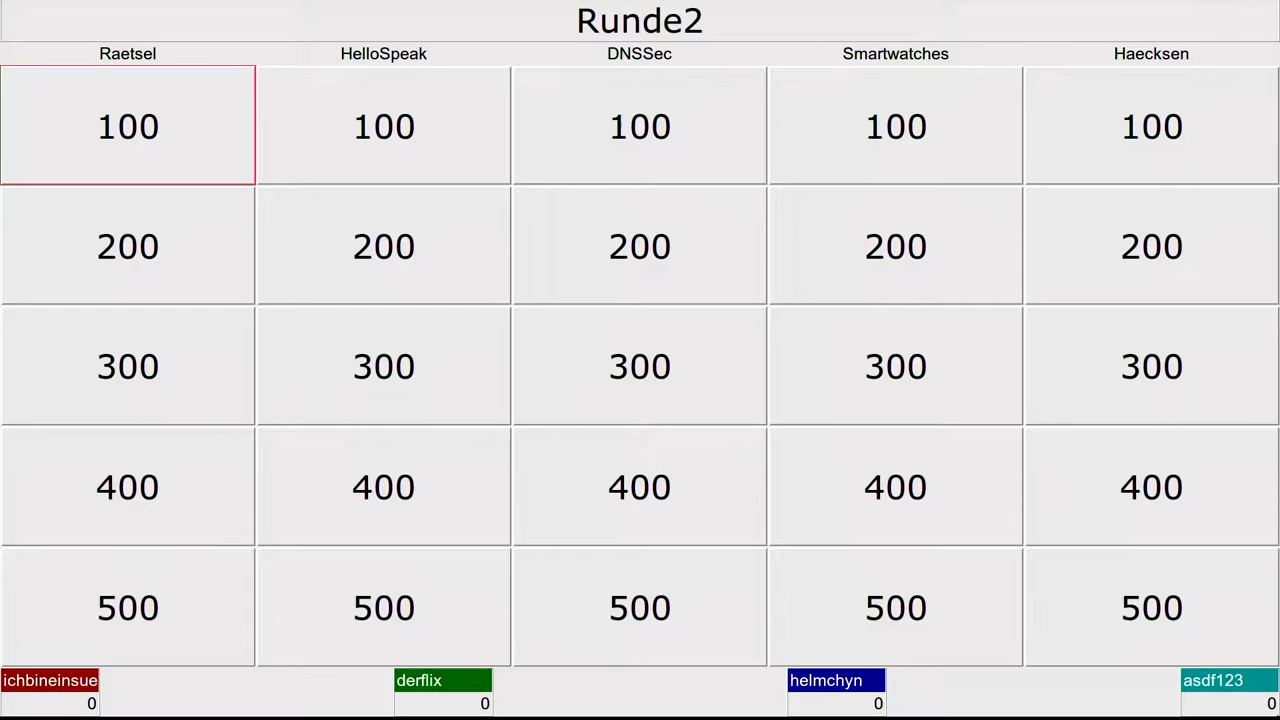 Runde2
Raetsel HelloSpeak DNSSec Smartwatches Haecksen
100 100 100 100 100
200 200 200 200 200
300 300 300 300 300
400 400 400 400 400
500 500 500 500 500
ichbineinsue derflix helmchyn asdf123
0 0 0 0